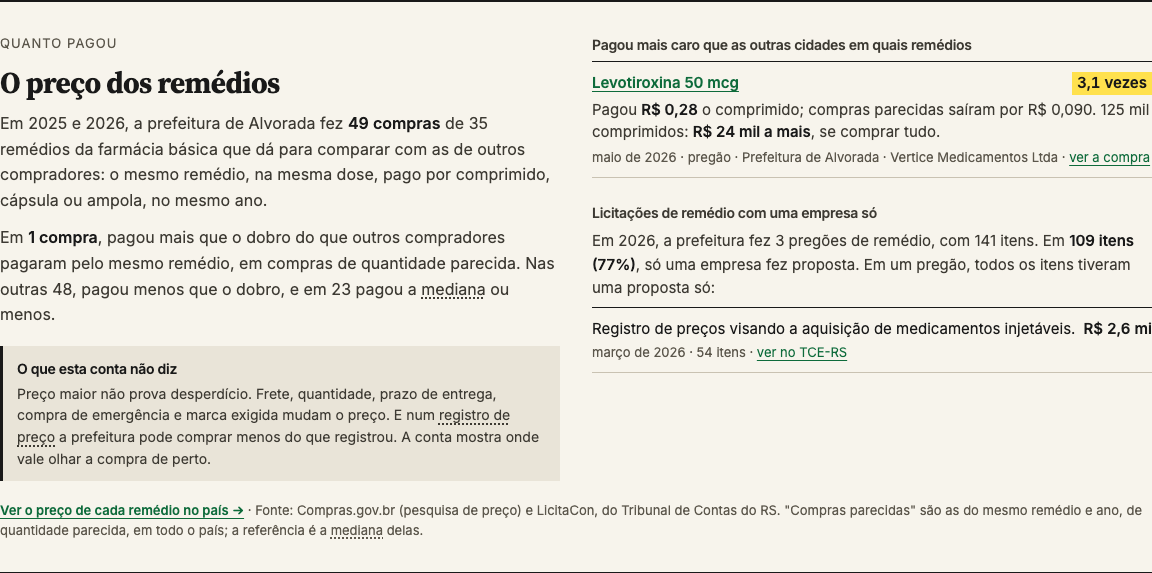 QUANTO PAGOU
O preço dos remédios
Em 2025 e 2026, a prefeitura de Alvorada fez 49 compras de 35
remédios da farmácia básica que dá para comparar com as de outros
compradores: o mesmo remédio, na mesma dose, pago por comprimido,
cápsula ou ampola, no mesmo ano.
Em 1 compra, pagou mais que o dobro do que outros compradores
pagaram pelo mesmo remédio, em compras de quantidade parecida. Nas
outras 48, pagou menos que o dobro, e em 23 pagou a mediana ou
menos.
O que esta conta não diz
Preço maior não prova desperdício. Frete, quantidade, prazo de entrega,
compra de emergência e marca exigida mudam o preço. E num registro de
preço a prefeitura pode comprar menos do que registrou. A conta mostra onde
vale olhar a compra de perto.
Pagou mais caro que as outras cidades em quais remédios
Levotiroxina 50 mcg 3,1 vezes
Pagou R$ 0,28 o comprimido; compras parecidas saíram por R$ 0,090. 125 mil
comprimidos: R$ 24 mil a mais, se comprar tudo.
maio de 2026 · pregão · Prefeitura de Alvorada · Vertice Medicamentos Ltda · ver a compra
Licitações de remédio com uma empresa só
Em 2026, a prefeitura fez 3 pregões de remédio, com 141 itens. Em 109 itens
(77%), só uma empresa fez proposta. Em um pregão, todos os itens tiveram
uma proposta só:
Registro de preços visando a aquisição de medicamentos injetáveis. R$ 2,6 mi
março de 2026 · 54 itens · ver no TCE-RS
Ver o preço de cada remédio no país → · Fonte: Compras.gov.br (pesquisa de preço) e LicitaCon, do Tribunal de Contas do RS. "Compras parecidas" são as do mesmo remédio e ano, de
quantidade parecida, em todo o país; a referência é a mediana delas.